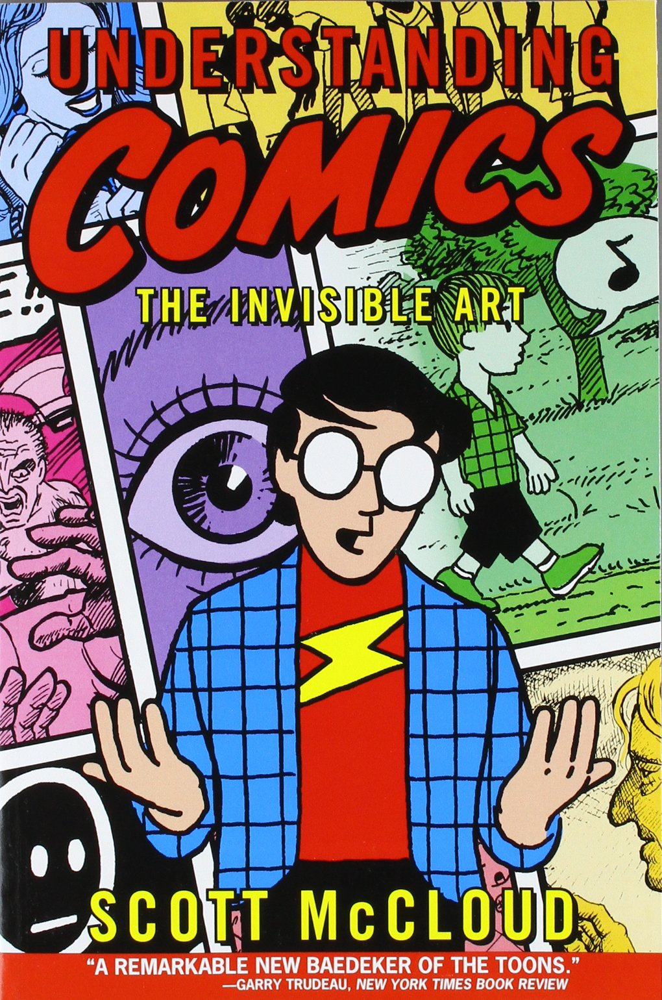 UNDERSTANDING
COMICS
THE INVISIBLE ART
SCOTT McCLOUD
“A REMARKABLE NEW BAEDEKER OF THE TOONS.”
—GARRY TRUDEAU, NEW YORK TIMES BOOK REVIEW